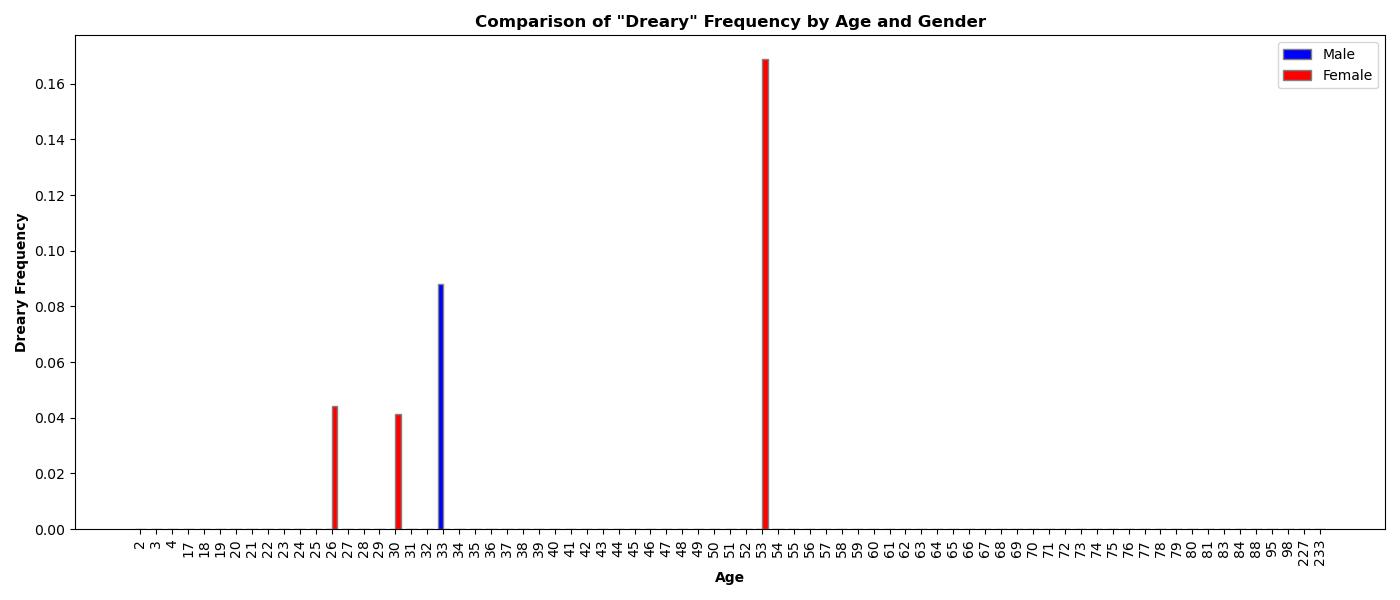 Comparison of "Dreary" Frequency by Age and Gender
Male
Female
Dreary Frequency
0.16
0.14
0.12
0.10
0.08
0.06
0.04
0.02
0.00
2 3 4 17 18 19 20 21 22 23 24 25 26 27 28 29 30 31 32 33 34 35 36 37 38 39 40 41 42 43 44 45 46 47 48 49 50 51 52 53 54 55 56 57 58 59 60 61 62 63 64 65 66 67 68 69 70 71 72 73 74 75 76 77 78 79 80 81 83 84 88 95 98 227 233
Age